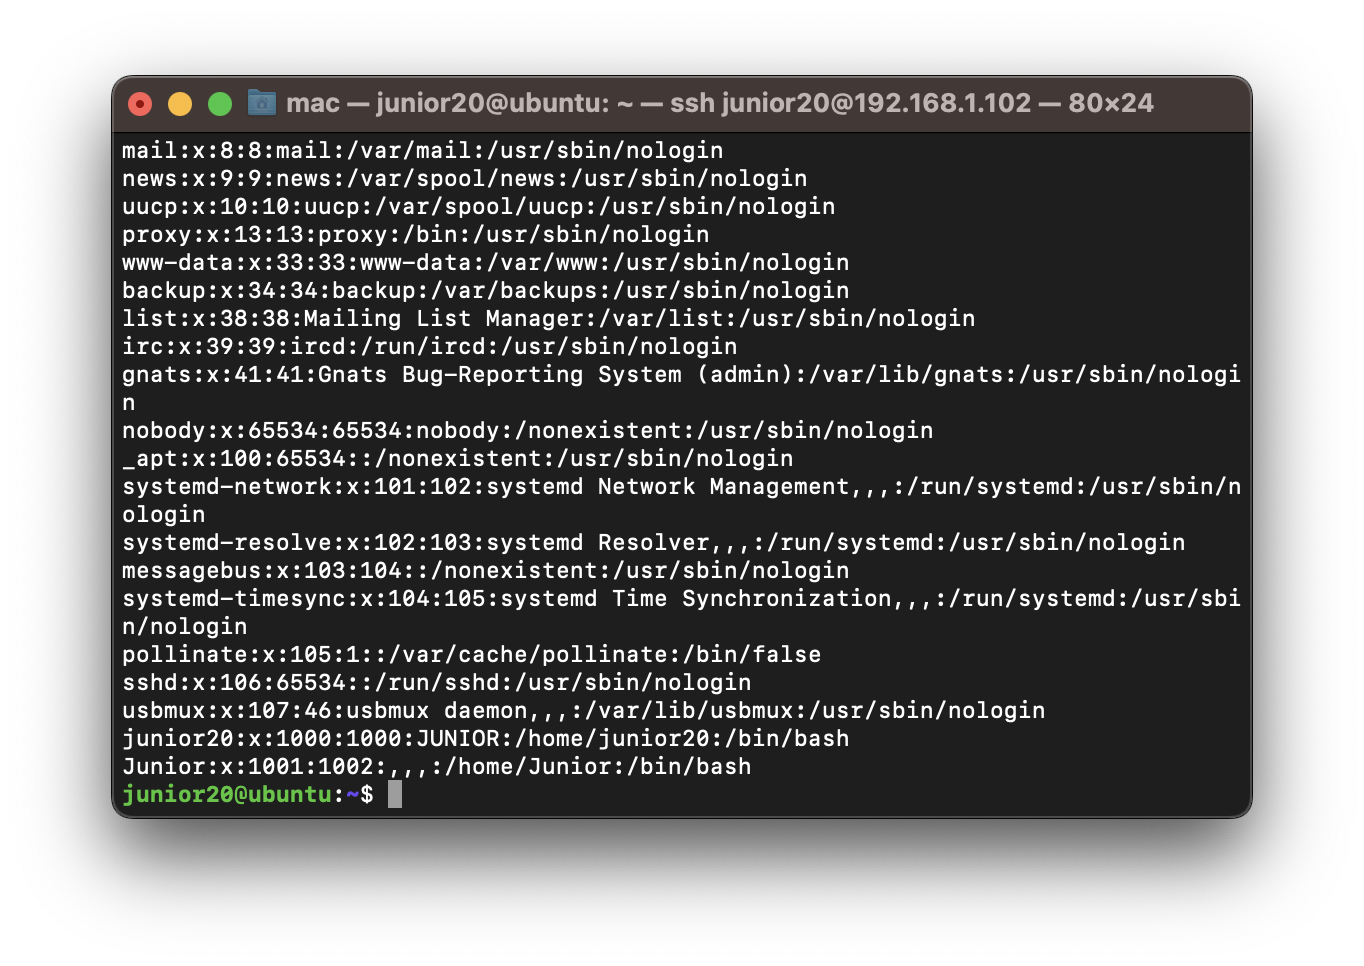 mac — junior20@ubuntu: ~ — ssh junior20@192.168.1.102 — 80×24
mail:x:8:8:mail:/var/mail:/usr/sbin/nologin
news:x:9:9:news:/var/spool/news:/usr/sbin/nologin
uucp:x:10:10:uucp:/var/spool/uucp:/usr/sbin/nologin
proxy:x:13:13:proxy:/bin:/usr/sbin/nologin
www-data:x:33:33:www-data:/var/www:/usr/sbin/nologin
backup:x:34:34:backup:/var/backups:/usr/sbin/nologin
list:x:38:38:Mailing List Manager:/var/list:/usr/sbin/nologin
irc:x:39:39:ircd:/run/ircd:/usr/sbin/nologin
gnats:x:41:41:Gnats Bug-Reporting System (admin):/var/lib/gnats:/usr/sbin/nologi
n
nobody:x:65534:65534:nobody:/nonexistent:/usr/sbin/nologin
_apt:x:100:65534::/nonexistent:/usr/sbin/nologin
systemd-network:x:101:102:systemd Network Management,,,:/run/systemd:/usr/sbin/n
ologin
systemd-resolve:x:102:103:systemd Resolver,,,:/run/systemd:/usr/sbin/nologin
messagebus:x:103:104::/nonexistent:/usr/sbin/nologin
systemd-timesync:x:104:105:systemd Time Synchronization,,,:/run/systemd:/usr/sbi
n/nologin
pollinate:x:105:1::/var/cache/pollinate:/bin/false
sshd:x:106:65534::/run/sshd:/usr/sbin/nologin
usbmux:x:107:46:usbmux daemon,,,:/var/lib/usbmux:/usr/sbin/nologin
junior20:x:1000:1000:JUNIOR:/home/junior20:/bin/bash
Junior:x:1001:1002:,,,:/home/Junior:/bin/bash
junior20@ubuntu:~$